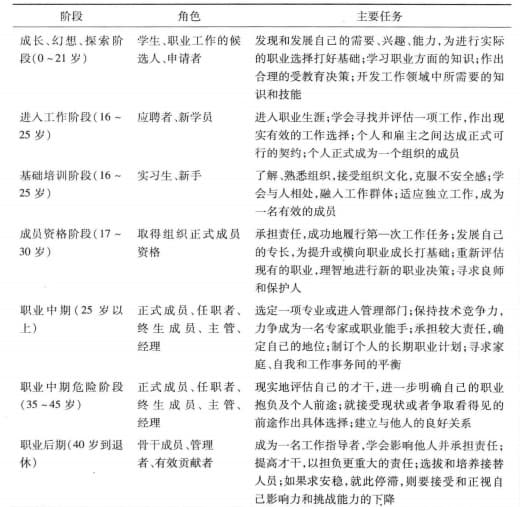 阶段 角色 主要任务
成长、幻想、探索阶 学生、职业工作的候 发现和发展自己的需要、兴趣、能力,为进行实际
段(0~21岁) 选人、申请者 的职业选择打好基础;学习职业方面的知识;作出
合理的受教育决策;开发工作领域中所需要的知
识和技能
进入工作阶段(16~ 应聘者、新学员 进入职业生涯;学会寻找并评估一项工作,作出现
25岁) 实有效的工作选择;个人和雇主之间达成正式可
行的契约;个人正式成为一个组织的成员
基础培训阶段(16~ 实习生、新手 了解、熟悉组织,接受组织文化,克服不安全感;学
25岁) 会与人相处,融入工作群体;适应独立工作,成为
一名有效的成员
成员资格阶段(17~ 取得组织正式成员 承担责任,成功地履行第一次工作任务;发展自己
30岁) 资格 的专长,为提升或横向职业成长打基础;重新评估
现有的职业,理智地进行新的职业决策;寻求良师
和保护人
职业中期(25岁以 正式成员、任职者、 选定一项专业或进入管理部门;保持技术竞争力,
上) 终生成员、主管、 力争成为一名专家或职业能手;承担较大责任,确
经理 定自己的地位;制订个人的长期职业计划;寻求家
庭、自我和工作事务间的平衡
职业中期危险阶段 正式成员、任职者、 现实地评估自己的才干,进一步明确自己的职业
(35~45岁) 终生成员、主管、 抱负及个人前途;就接受现状或者争取看得见的
经理 前途作出具体选择;建立与他人的良好关系
职业后期(40岁到退 骨干成员、管理 成为一名工作指导者,学会影响他人并承担责任;
休) 者、有效贡献者 提高才干,以担负更重大的责任;选拔和培养接替
人员;如果求安稳,就此停滞,则要接受和正视自
己影响力和挑战能力的下降